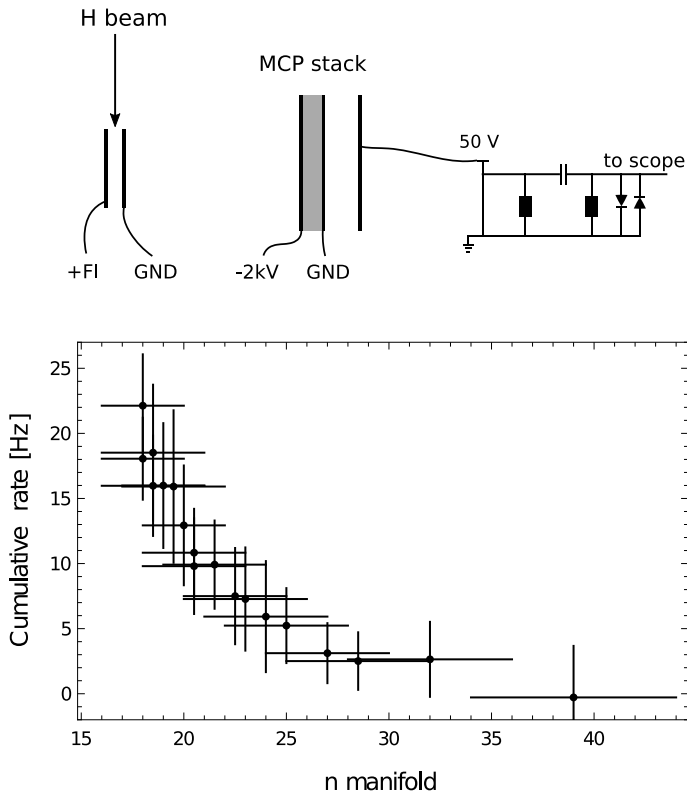 H beam
MCP stack
50 V
to scope
+FI
GND
-2kV
GND
25
20
15
10
5
0
Cumulative rate [Hz]
15
20
25
30
35
40
n manifold